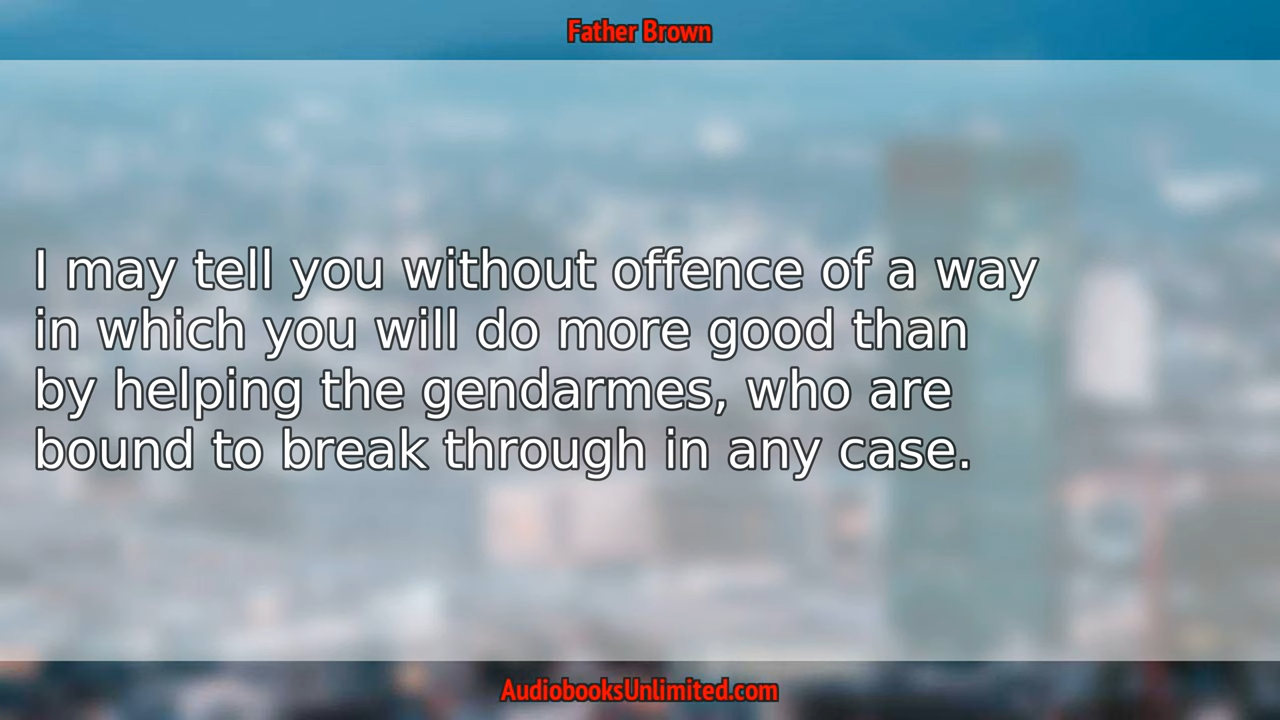 Father Brown
I may tell you without offence of a way
in which you will do more good than
by helping the gendarmes, who are
bound to break through in any case.
AudiobooksUnlimited.com